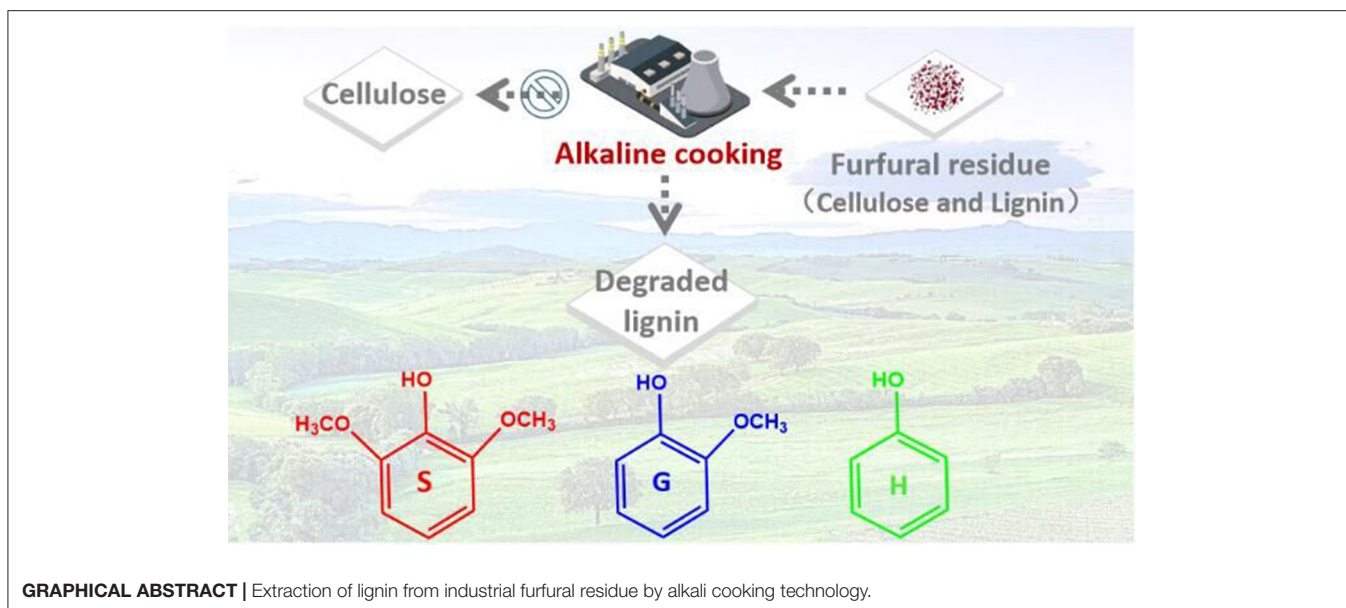 Cellulose
Alkaline cooking
Furfural residue
（Cellulose and Lignin）
Degraded
lignin
HO
H₃CO
OCH₃
S
HO
OCH₃
G
HO
H
GRAPHICAL ABSTRACT | Extraction of lignin from industrial furfural residue by alkali cooking technology.